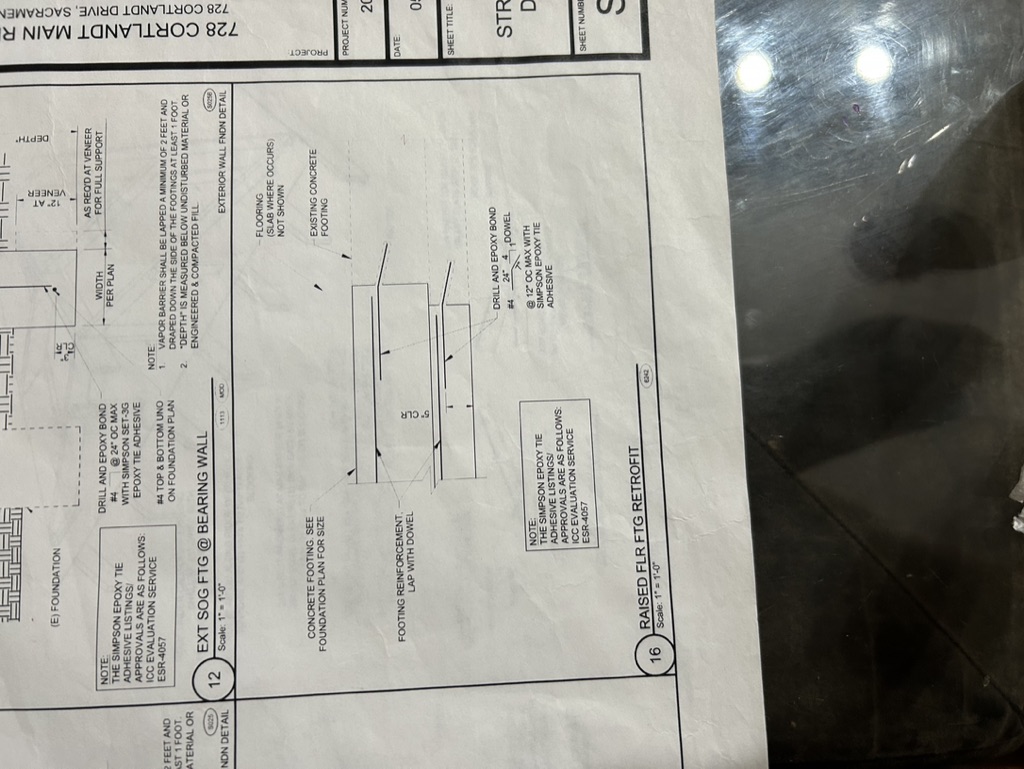 728 CORTLANDT MAIN
728 CORTLANDT DRIVE,
PROJECT
PROJECT NUM
20
DATE:
SHEET TITLE:
STR
D
SHEET NUMB
S
DEPTH"
12" AT
VENEER
AS REQ'D AT VENEER
FOR FULL SUPPORT
WIDTH
PER PLAN
CLR
(E) FOUNDATION
DRILL AND EPOXY BOND
#4 @ 24" OC MAX
WITH SIMPSON SET-3G
EPOXY TIE ADHESIVE
#4 TOP & BOTTOM UNO
ON FOUNDATION PLAN
NOTE:
1. VAPOR BARRIER SHALL BE LAPPED A MINIMUM OF 2 FEET AND
DRAPED DOWN THE SIDE OF THE FOOTINGS AT LEAST 1 FOOT.
2. "DEPTH" IS MEASURED BELOW UNDISTURBED MATERIAL OR
ENGINEERED & COMPACTED FILL.
NOTE:
THE SIMPSON EPOXY TIE
ADHESIVE LISTINGS/
APPROVALS ARE AS FOLLOWS:
ICC EVALUATION SERVICE
ESR-4057
12
EXT SOG FTG @ BEARING WALL
Scale: 1" = 1'-0"
1113
MOD
EXTERIOR WALL FNDN DETAIL
2 FEET AND
ST 1 FOOT.
ATERIAL OR
NDN DETAIL
FLOORING
(SLAB WHERE OCCURS)
NOT SHOWN
EXISTING CONCRETE
FOOTING
CONCRETE FOOTING. SEE
FOUNDATION PLAN FOR SIZE
FOOTING REINFORCEMENT.
LAP WITH DOWEL
CLR
DRILL AND EPOXY BOND
#4 24" 4 DOWEL
@ 12" OC MAX WITH
SIMPSON EPOXY TIE
ADHESIVE
NOTE:
THE SIMPSON EPOXY TIE
ADHESIVE LISTINGS/
APPROVALS ARE AS FOLLOWS:
ICC EVALUATION SERVICE
ESR-4057
16
RAISED FLR FTG RETROFIT
Scale: 1" = 1'-0"